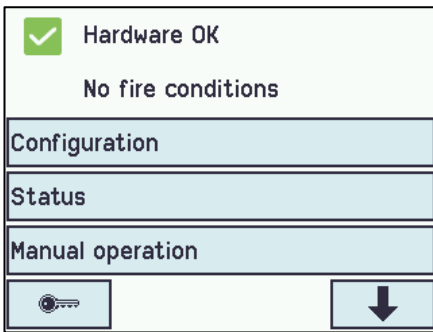 Hardware OK
No fire conditions
Configuration
Status
Manual operation